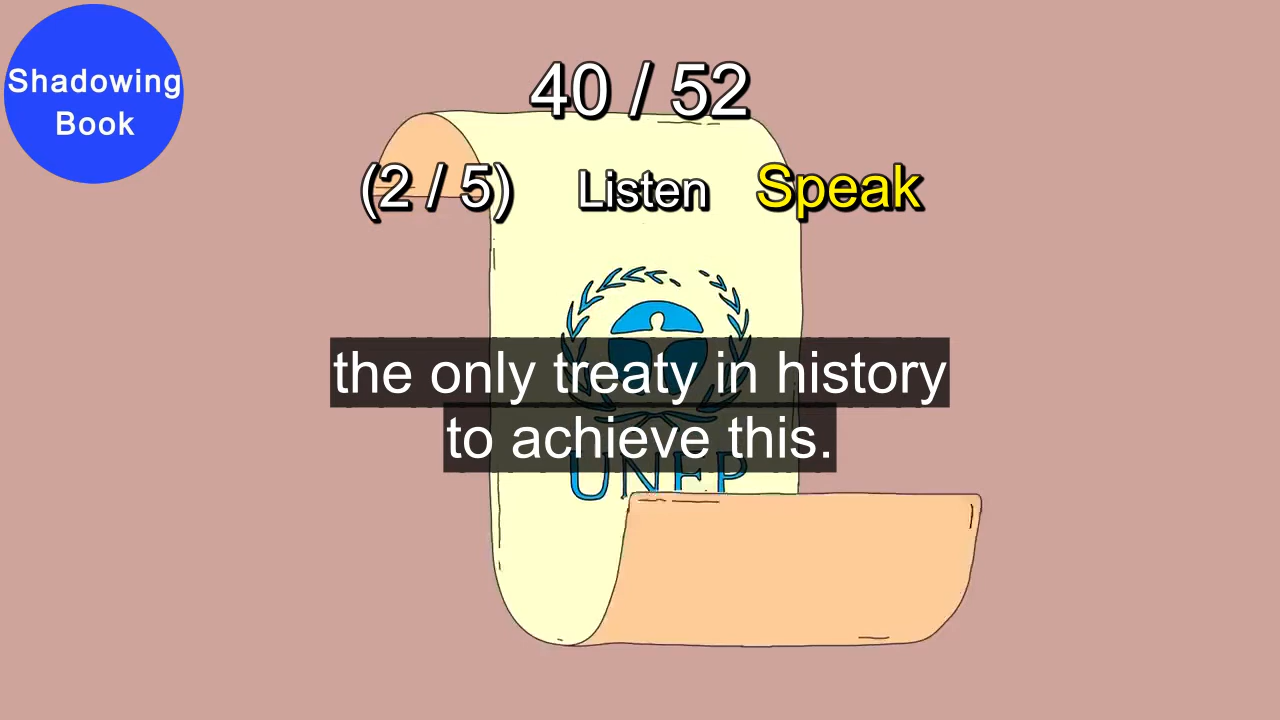 Shadowing
Book
40 / 52
(2 / 5) Listen Speak
the only treaty in history
to achieve this.
UNEP